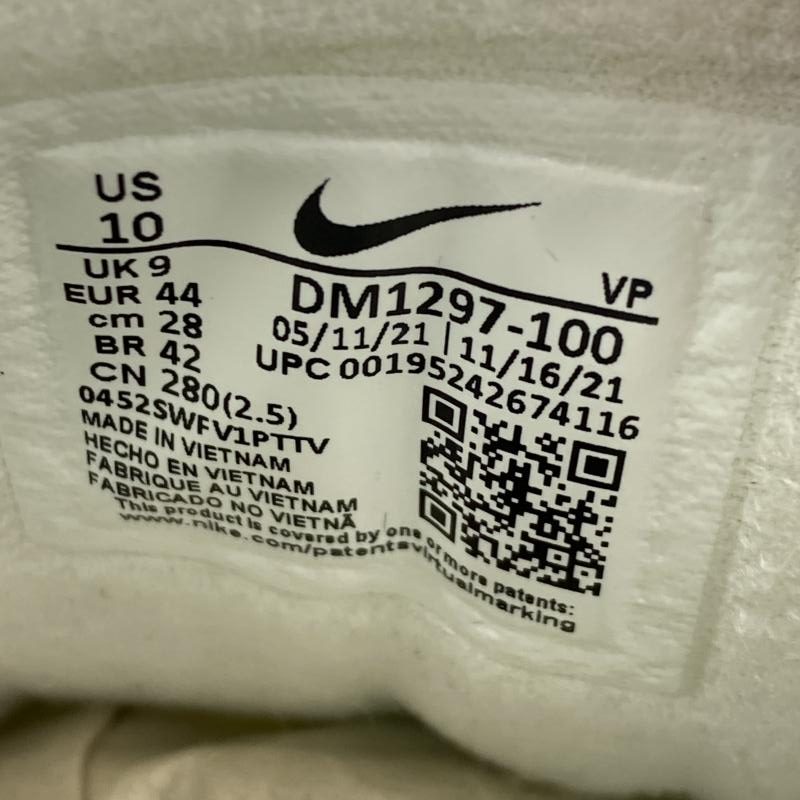 US
10
UK 9
EUR 44
cm 28
BR 42
CN 280(2.5)
VP
DM1297-100
05/11/21 | 11/16/21
UPC 00195242674116
0452SWFV1PTTV
MADE IN VIETNAM
HECHO EN VIETNAM
FABRIQUE AU VIETNAM
FABRICADO NO VIETNÃ
This product is covered by one or more patents:
www.nike.com/patentsvirtualmarking